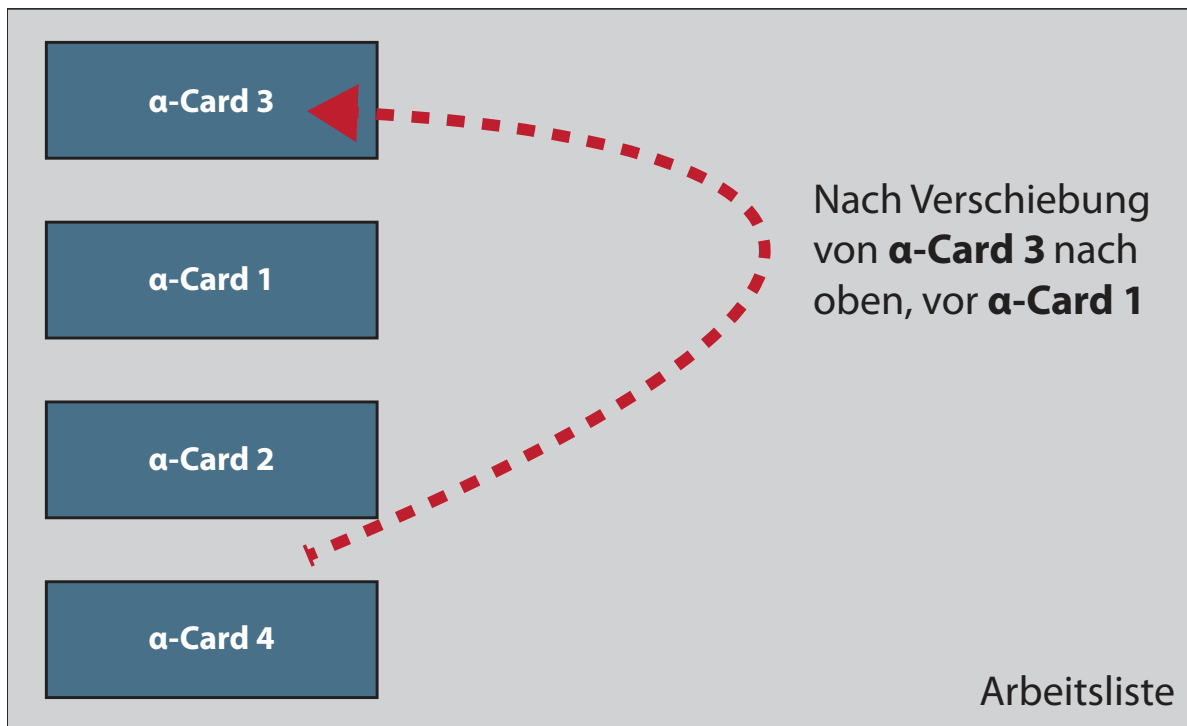 α-Card 3
α-Card 1
α-Card 2
α-Card 4
Nach Verschiebung
von α-Card 3 nach
oben, vor α-Card 1
Arbeitsliste